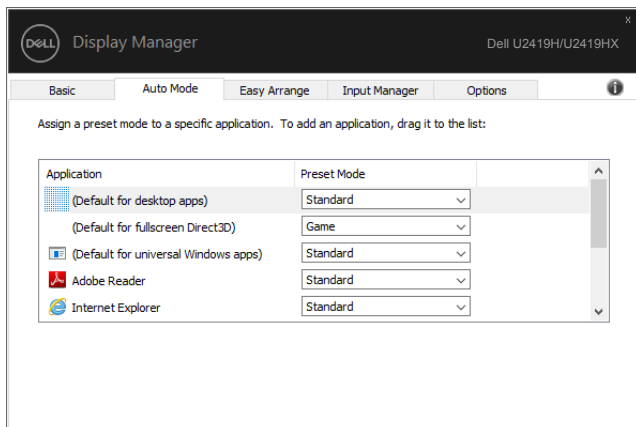 x
DELL Display Manager Dell U2419H/U2419HX
Basic Auto Mode Easy Arrange Input Manager Options
Assign a preset mode to a specific application. To add an application, drag it to the list:
Application Preset Mode
(Default for desktop apps) Standard
(Default for fullscreen Direct3D) Game
(Default for universal Windows apps) Standard
Adobe Reader Standard
Internet Explorer Standard